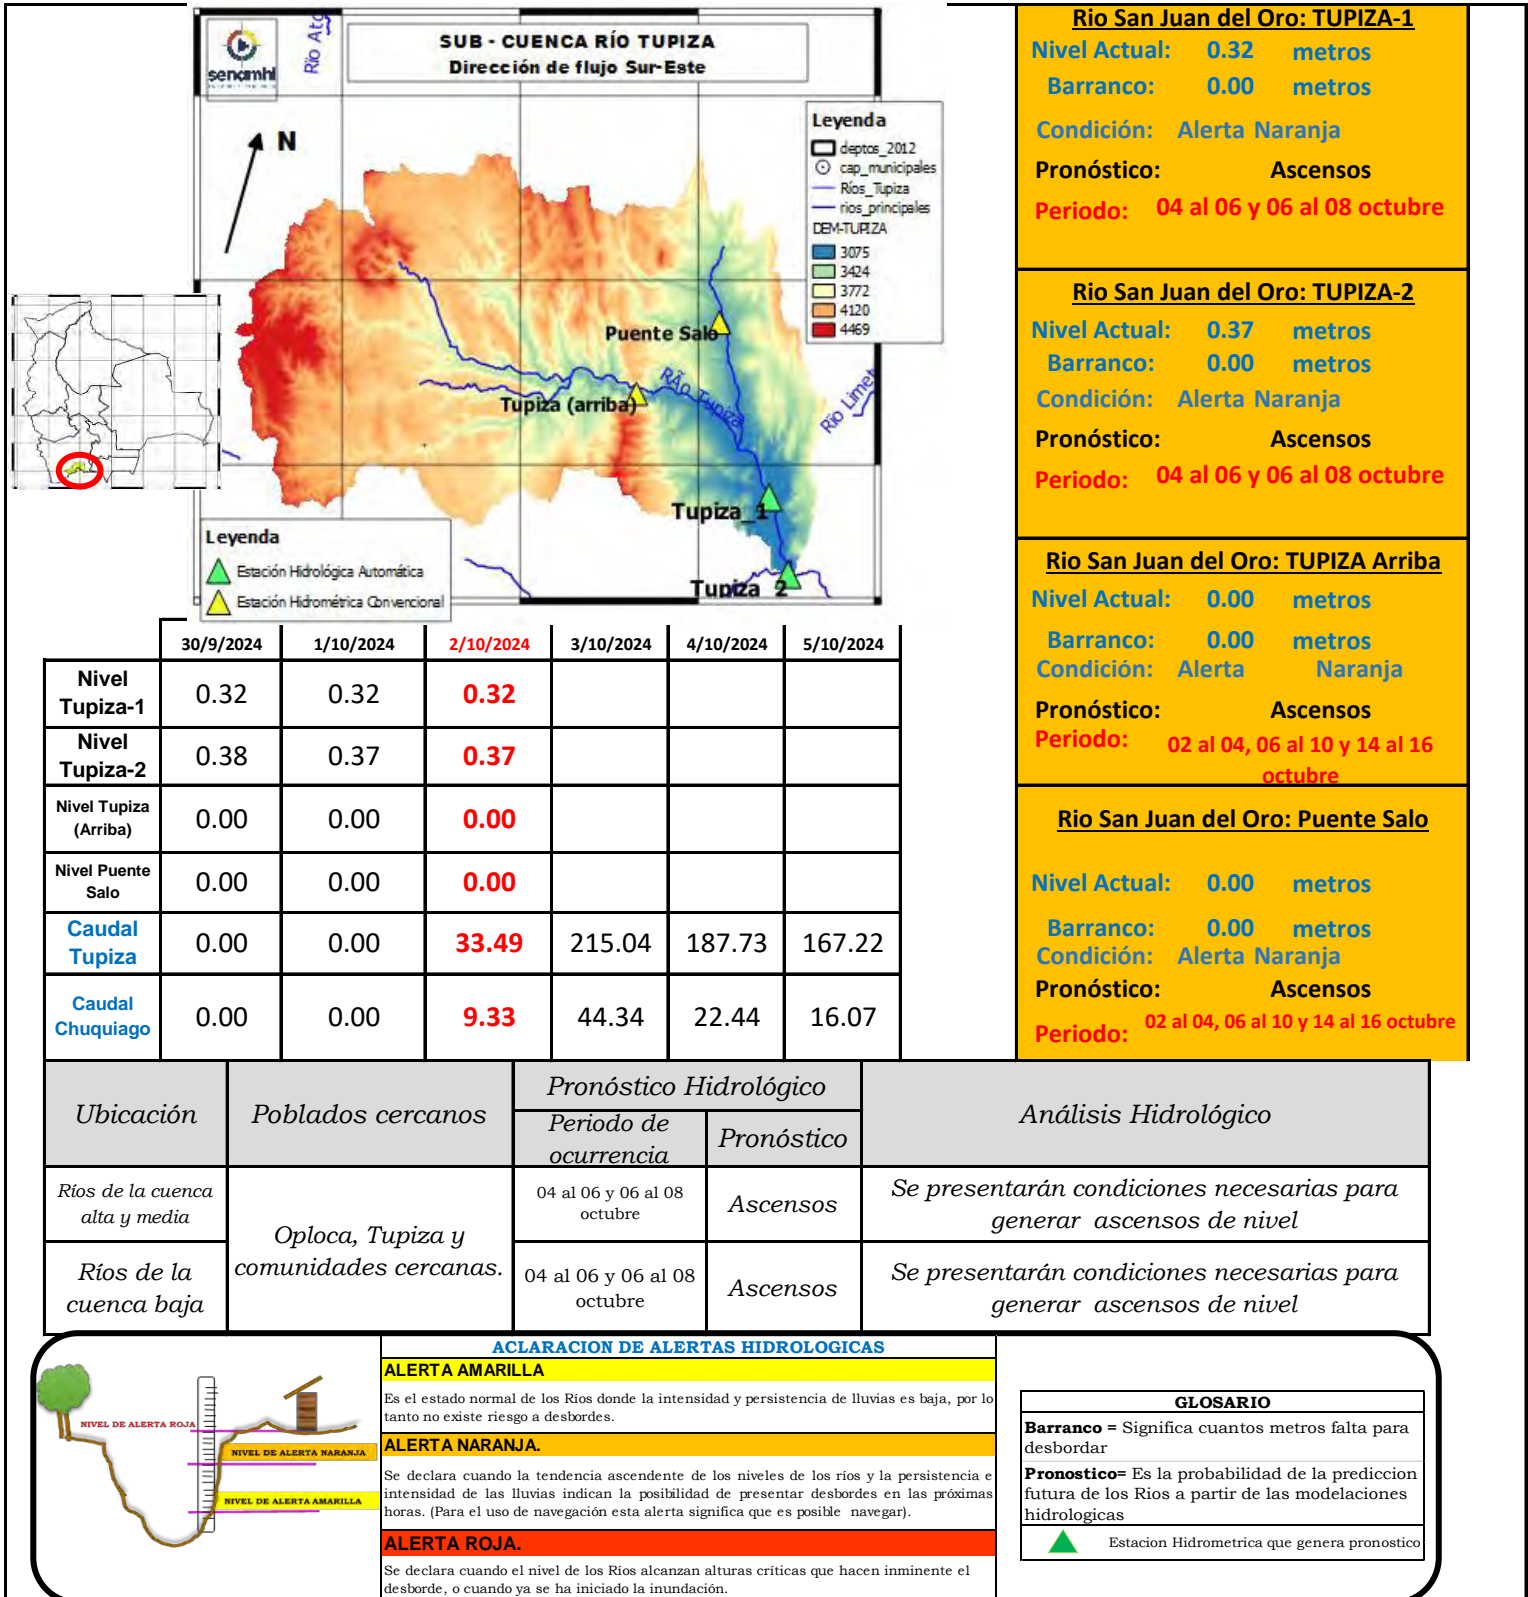 senamhi
Río Ato
SUB - CUENCA RÍO TUPIZA
Dirección de flujo Sur-Este
N
Leyenda
deptos_2012
cap_municipales
Ríos_Tupiza
rios_principales
DEM-TUPIZA
3075
3424
3772
4120
4469
Puente Salo
RÃo Tupiza
Tupiza (arriba)
Rio Limet
Tupiza_1
Tupiza_2
Leyenda
Estación Hidrológica Automática
Estación Hidrométrica Convencional
Rio San Juan del Oro: TUPIZA-1
Nivel Actual: 0.32 metros
Barranco: 0.00 metros
Condición: Alerta Naranja
Pronóstico: Ascensos
Periodo: 04 al 06 y 06 al 08 octubre
Rio San Juan del Oro: TUPIZA-2
Nivel Actual: 0.37 metros
Barranco: 0.00 metros
Condición: Alerta Naranja
Pronóstico: Ascensos
Periodo: 04 al 06 y 06 al 08 octubre
Rio San Juan del Oro: TUPIZA Arriba
Nivel Actual: 0.00 metros
Barranco: 0.00 metros
Condición: Alerta Naranja
Pronóstico: Ascensos
Periodo: 02 al 04, 06 al 10 y 14 al 16
octubre
Rio San Juan del Oro: Puente Salo
Nivel Actual: 0.00 metros
Barranco: 0.00 metros
Condición: Alerta Naranja
Pronóstico: Ascensos
Periodo: 02 al 04, 06 al 10 y 14 al 16 octubre
30/9/2024 1/10/2024 2/10/2024 3/10/2024 4/10/2024 5/10/2024
Nivel
Tupiza-1 0.32 0.32 0.32
Nivel
Tupiza-2 0.38 0.37 0.37
Nivel Tupiza
(Arriba) 0.00 0.00 0.00
Nivel Puente
Salo 0.00 0.00 0.00
Caudal
Tupiza 0.00 0.00 33.49 215.04 187.73 167.22
Caudal
Chuquiago 0.00 0.00 9.33 44.34 22.44 16.07
Ubicación Poblados cercanos Pronóstico Hidrológico Análisis Hidrológico
Periodo de
ocurrencia Pronóstico
Ríos de la cuenca
alta y media
Oploca, Tupiza y
comunidades cercanas.
04 al 06 y 06 al 08
octubre
Ascensos
Se presentarán condiciones necesarias para
generar ascensos de nivel
Ríos de la
cuenca baja
04 al 06 y 06 al 08
octubre
Ascensos
Se presentarán condiciones necesarias para
generar ascensos de nivel
NIVEL DE ALERTA ROJA
NIVEL DE ALERTA NARANJA
NIVEL DE ALERTA AMARILLA
ACLARACION DE ALERTAS HIDROLOGICAS
ALERTA AMARILLA
Es el estado normal de los Ríos donde la intensidad y persistencia de lluvias es baja, por lo
tanto no existe riesgo a desbordes.
ALERTA NARANJA.
Se declara cuando la tendencia ascendente de los niveles de los ríos y la persistencia e
intensidad de las lluvias indican la posibilidad de presentar desbordes en las próximas
horas. (Para el uso de navegación esta alerta significa que es posible navegar).
ALERTA ROJA.
Se declara cuando el nivel de los Ríos alcanzan alturas críticas que hacen inminente el
desborde, o cuando ya se ha iniciado la inundación.
GLOSARIO
Barranco = Significa cuantos metros falta para
desbordar
Pronostico= Es la probabilidad de la prediccion
futura de los Rios a partir de las modelaciones
hidrologicas
Estacion Hidrometrica que genera pronostico